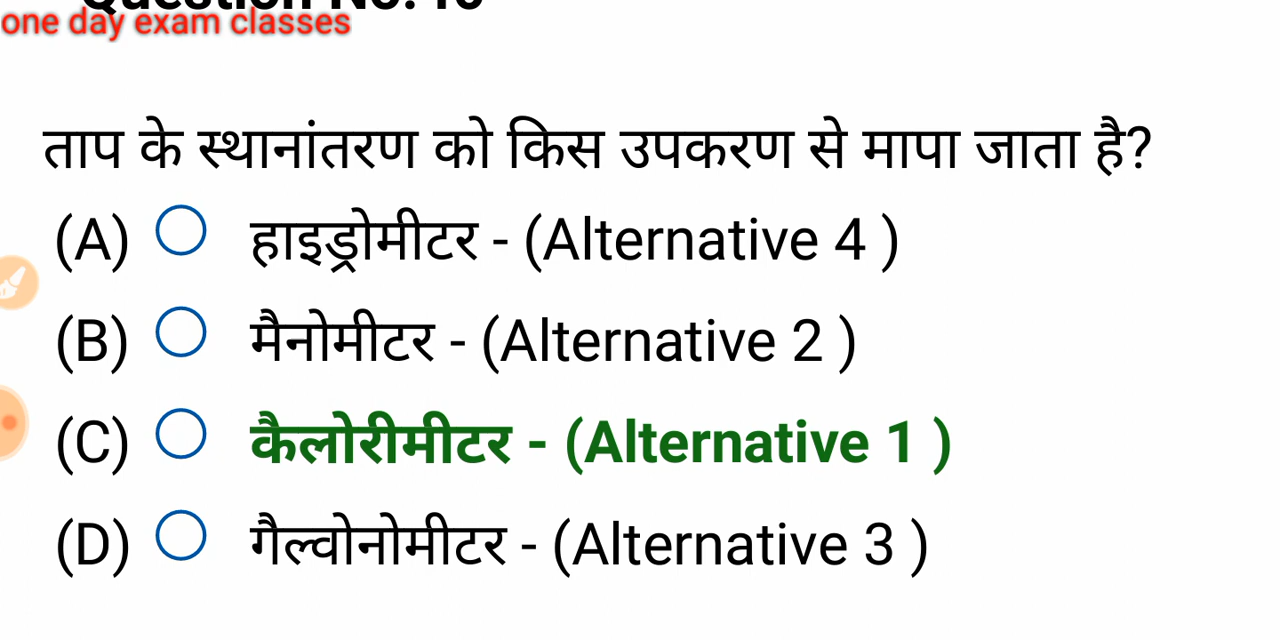 one day exam classes
ताप के स्थानांतरण को किस उपकरण से मापा जाता है?
(A) हाइड्रोमीटर - (Alternative 4 )
(B) मैनोमीटर - (Alternative 2 )
(C) कैलोरीमीटर - (Alternative 1 )
(D) गैल्वोनोमीटर - (Alternative 3 )